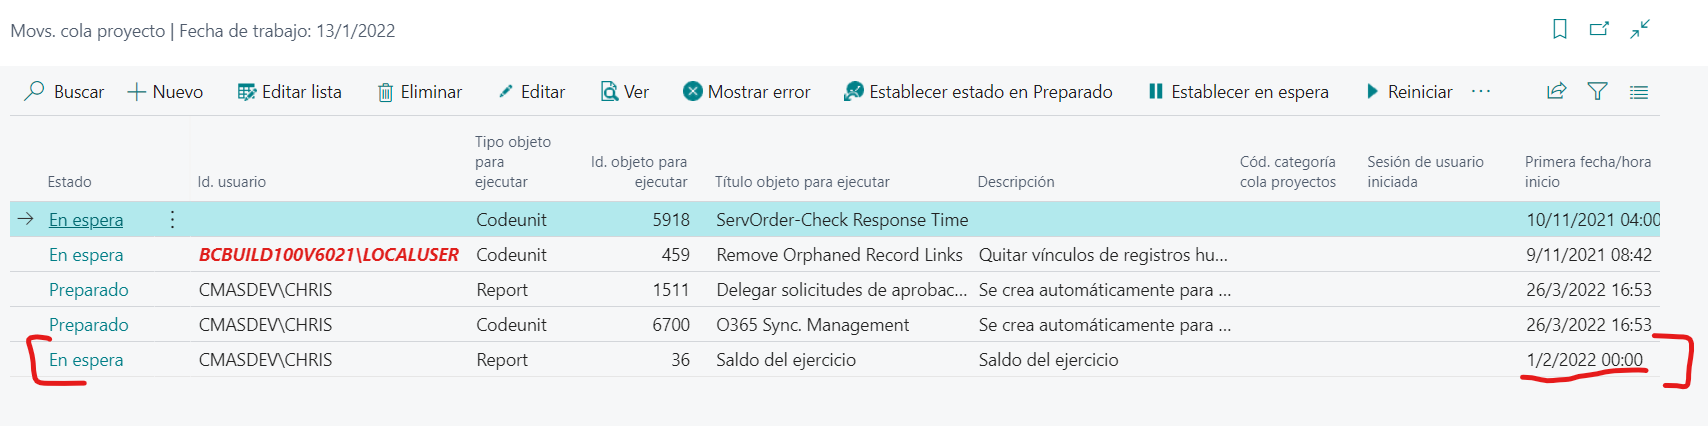 Movs. cola proyecto | Fecha de trabajo: 13/1/2022
Buscar Nuevo Editar lista Eliminar Editar Ver Mostrar error Establecer estado en Preparado Establecer en espera Reiniciar ...
Estado Id. usuario Tipo objeto para ejecutar Id. objeto para ejecutar Título objeto para ejecutar Descripción Cód. categoría cola proyectos Sesión de usuario iniciada Primera fecha/hora inicio
En espera Codeunit 5918 ServOrder-Check Response Time 10/11/2021 04:00
En espera BCBUILD100V6021\LOCALUSER Codeunit 459 Remove Orphaned Record Links Quitar vínculos de registros hu... 9/11/2021 08:42
Preparado CMASDEV\CHRIS Report 1511 Delegar solicitudes de aprobac... Se crea automáticamente para ... 26/3/2022 16:53
Preparado CMASDEV\CHRIS Codeunit 6700 O365 Sync. Management Se crea automáticamente para ... 26/3/2022 16:53
En espera CMASDEV\CHRIS Report 36 Saldo del ejercicio Saldo del ejercicio 1/2/2022 00:00